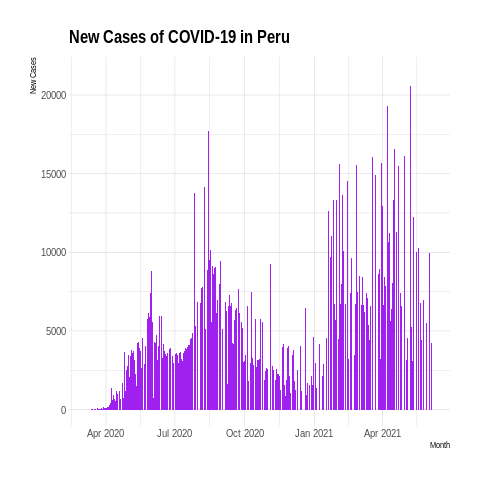 New Cases of COVID-19 in Peru
New Cases
20000
15000
10000
5000
0
Apr 2020 Jul 2020 Oct 2020 Jan 2021 Apr 2021
Month